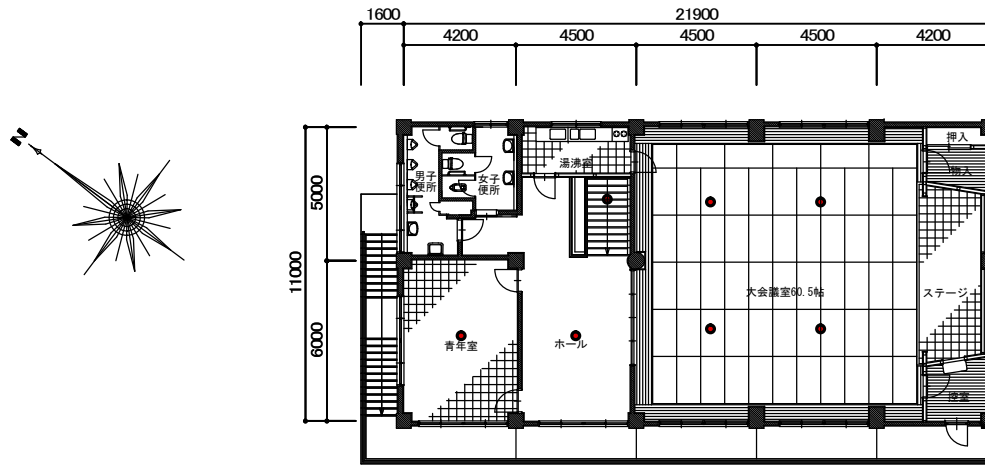 1600
21900
4200
4500
4500
4500
4200
N
5000
11000
6000
男子
便所
女子
便所
湯沸室
押入
物入
大会議室60.5帖
ステージ
青年室
ホール
控室